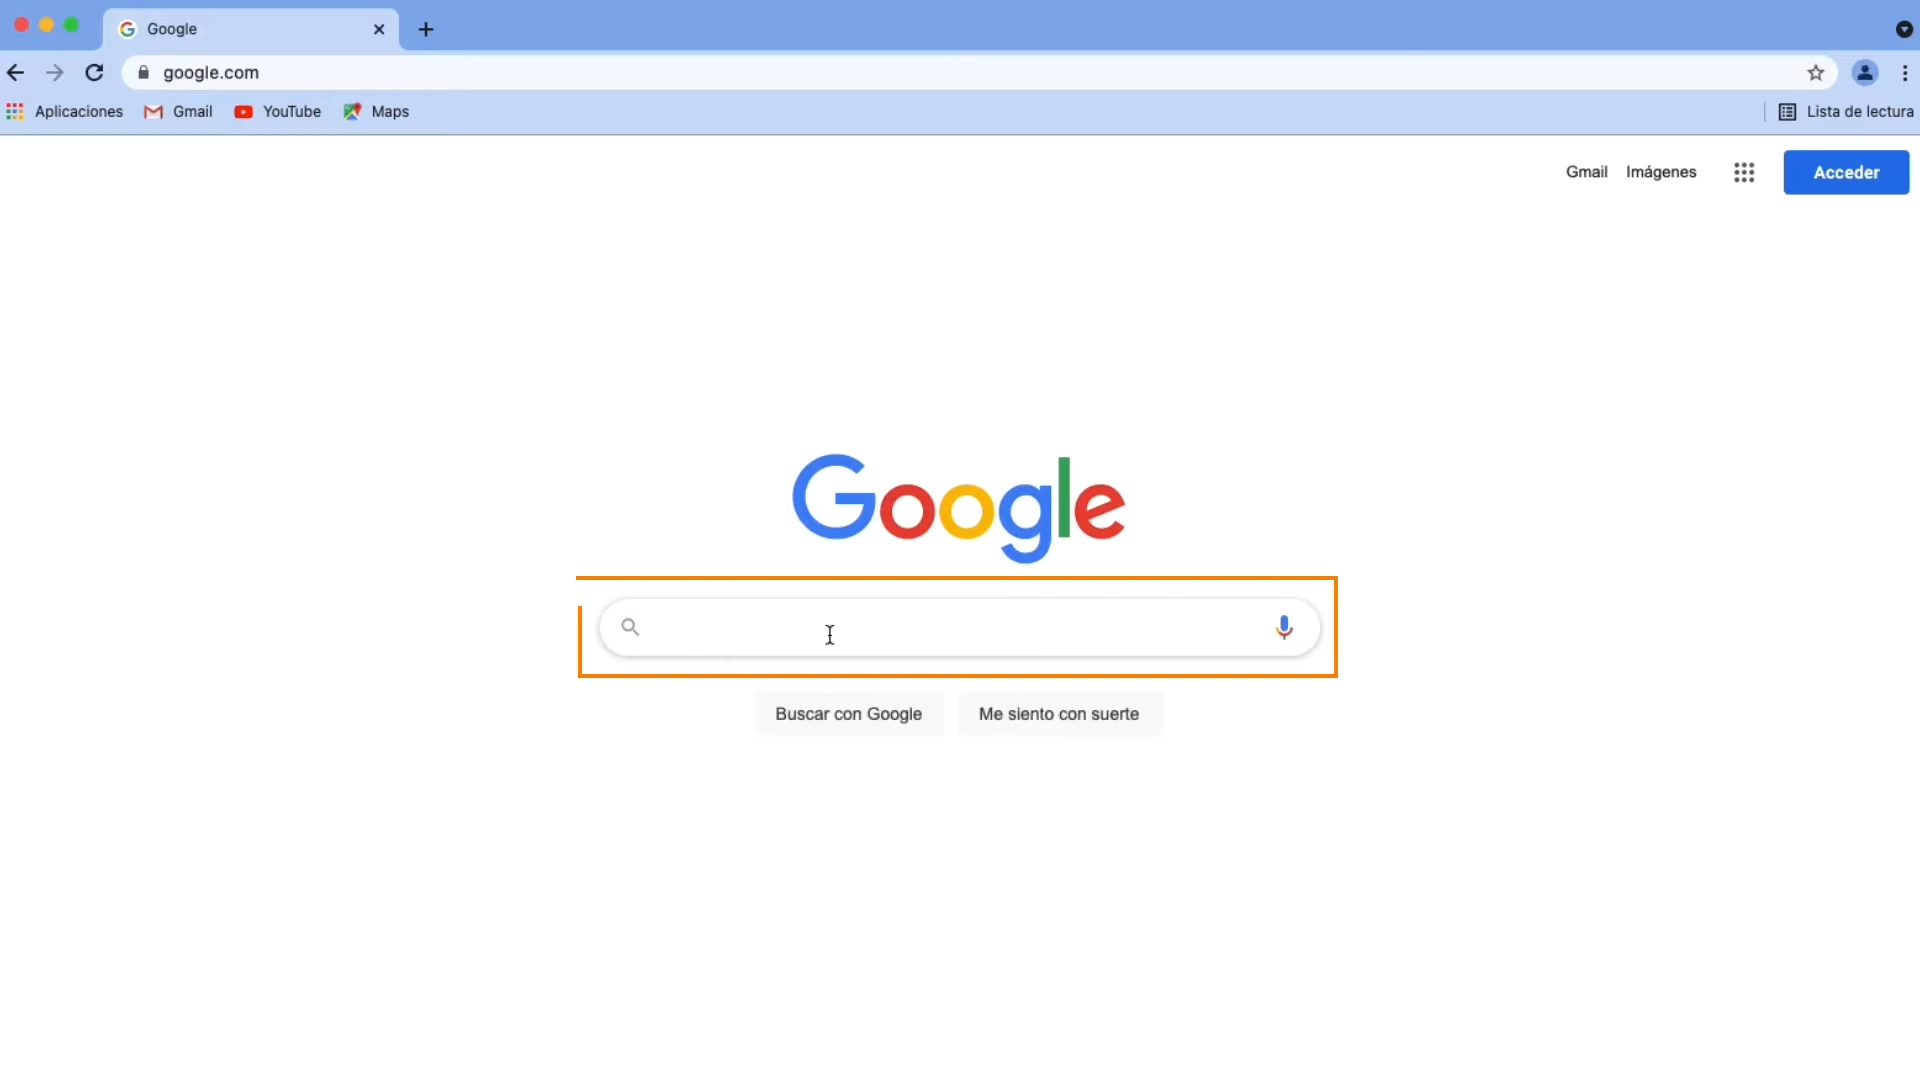 Google
google.com
Aplicaciones Gmail YouTube Maps Lista de lectura
Gmail Imágenes Acceder
Google
Buscar con Google Me siento con suerte